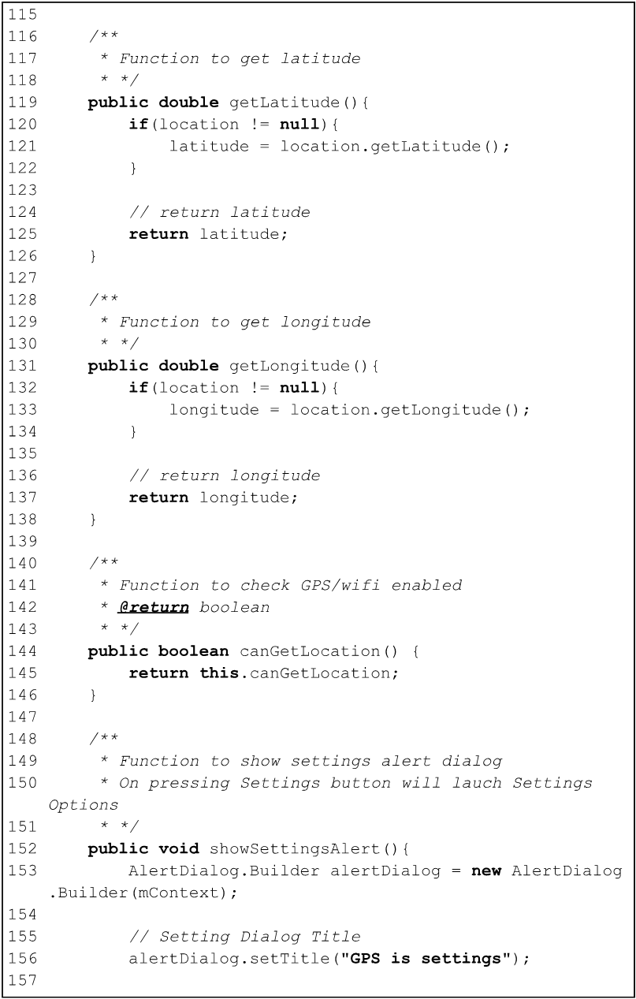 115
116     /**
117      * Function to get latitude
118      * */
119     public double getLatitude(){
120         if(location != null){
121             latitude = location.getLatitude();
122         }
123
124         // return latitude
125         return latitude;
126     }
127
128     /**
129      * Function to get longitude
130      * */
131     public double getLongitude(){
132         if(location != null){
133             longitude = location.getLongitude();
134         }
135
136         // return longitude
137         return longitude;
138     }
139
140     /**
141      * Function to check GPS/wifi enabled
142      * @return boolean
143      * */
144     public boolean canGetLocation() {
145         return this.canGetLocation;
146     }
147
148     /**
149      * Function to show settings alert dialog
150      * On pressing Settings button will lauch Settings
    Options
151      * */
152     public void showSettingsAlert(){
153         AlertDialog.Builder alertDialog = new AlertDialog
    .Builder(mContext);
154
155         // Setting Dialog Title
156         alertDialog.setTitle("GPS is settings");
157